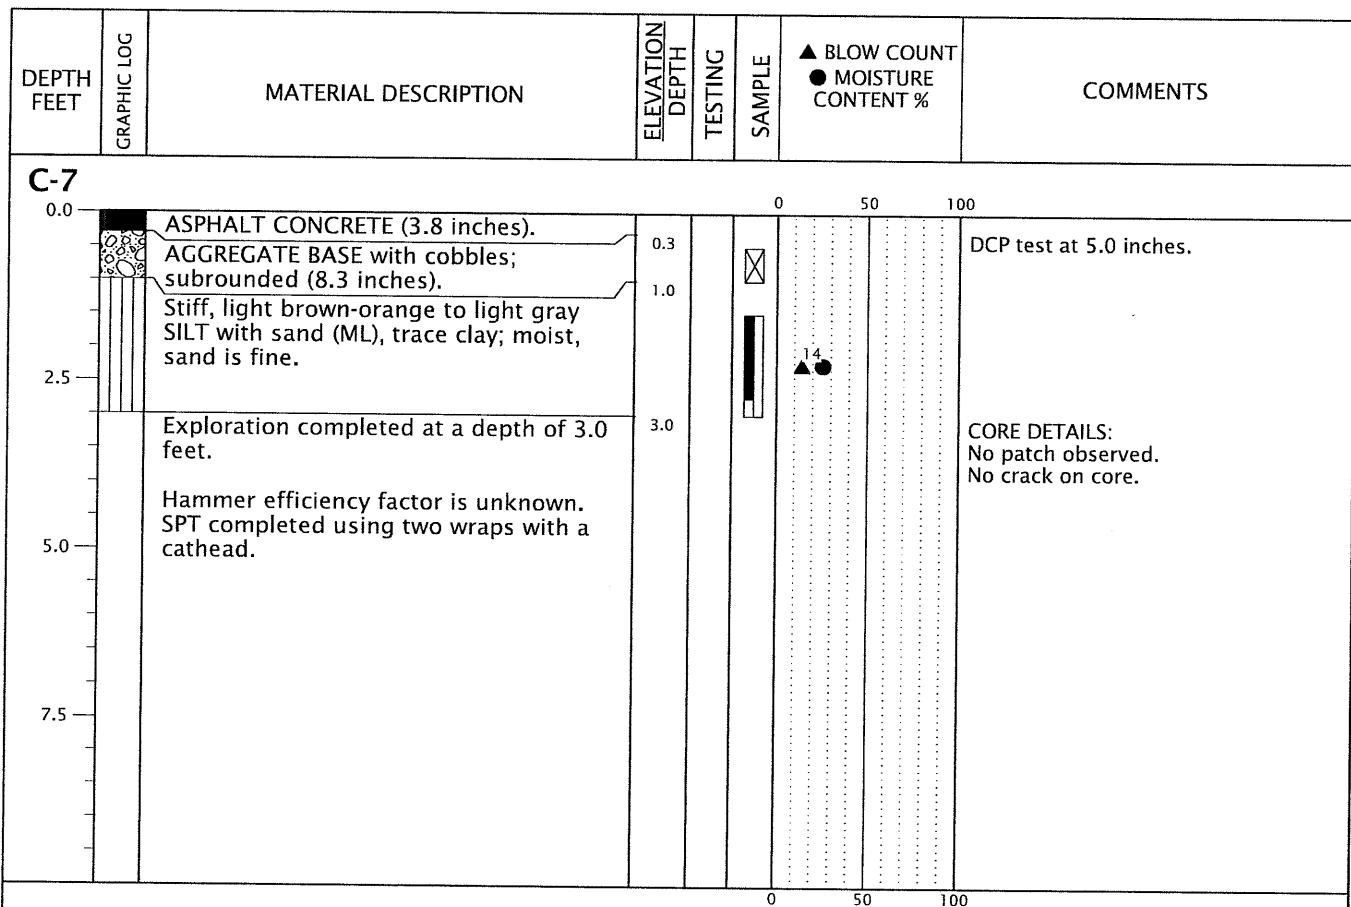 DEPTH
FEET
GRAPHIC LOG
MATERIAL DESCRIPTION
ELEVATION
DEPTH
TESTING
SAMPLE
▲ BLOW COUNT
● MOISTURE
CONTENT %
COMMENTS
C-7
0 50 100
0.0
ASPHALT CONCRETE (3.8 inches).
0.3
DCP test at 5.0 inches.
AGGREGATE BASE with cobbles;
subrounded (8.3 inches).
1.0
Stiff, light brown-orange to light gray
SILT with sand (ML), trace clay; moist,
sand is fine.
14
2.5
Exploration completed at a depth of 3.0
feet.
3.0
CORE DETAILS:
No patch observed.
No crack on core.
Hammer efficiency factor is unknown.
SPT completed using two wraps with a
cathead.
5.0
7.5
0 50 100